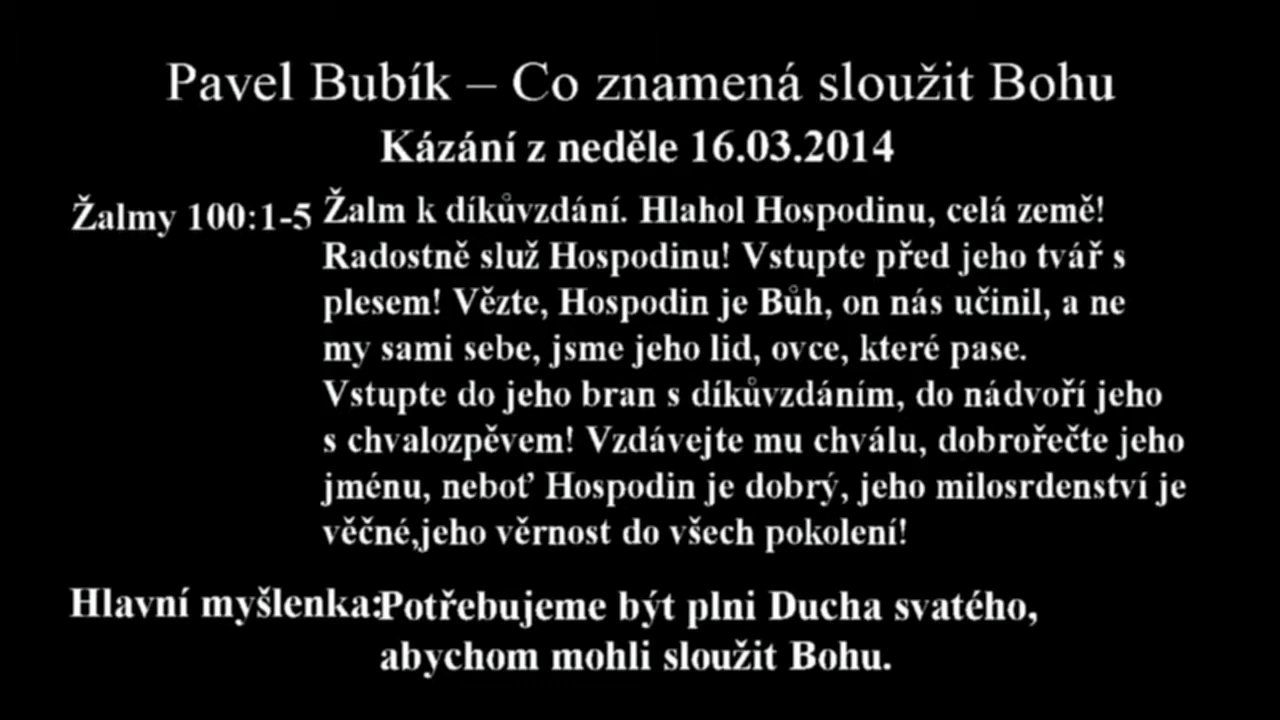 Pavel Bubík – Co znamená sloužit Bohu
Kázání z neděle 16.03.2014
Žalmy 100:1-5 Žalm k díkůvzdání. Hlahol Hospodinu, celá země!
Radostně služ Hospodinu! Vstupte před jeho tvář s
plesem! Vězte, Hospodin je Bůh, on nás učinil, a ne
my sami sebe, jsme jeho lid, ovce, které pase.
Vstupte do jeho bran s díkůvzdáním, do nádvoří jeho
s chvalozpěvem! Vzdávejte mu chválu, dobrořečte jeho
jménu, neboť Hospodin je dobrý, jeho milosrdenství je
věčné,jeho věrnost do všech pokolení!
Hlavní myšlenka:Potřebujeme být plni Ducha svatého,
abychom mohli sloužit Bohu.